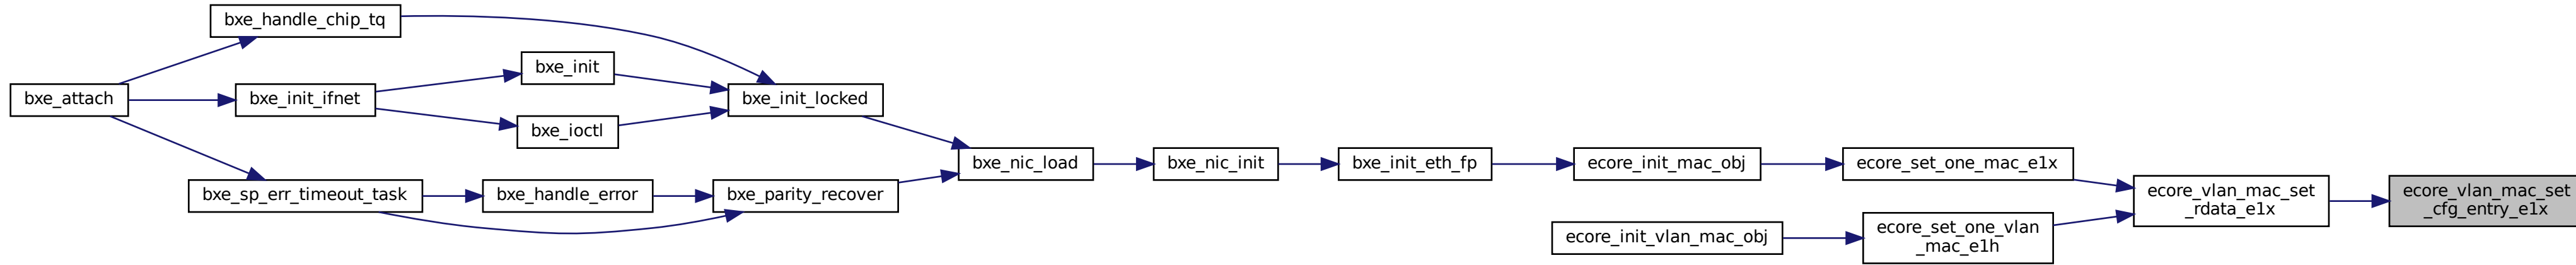 bxe_handle_chip_tq
bxe_init
bxe_attach
bxe_init_ifnet
bxe_init_locked
bxe_ioctl
bxe_nic_load
bxe_nic_init
bxe_init_eth_fp
ecore_init_mac_obj
ecore_set_one_mac_e1x
bxe_sp_err_timeout_task
bxe_handle_error
bxe_parity_recover
ecore_vlan_mac_set
_rdata_e1x
ecore_vlan_mac_set
_cfg_entry_e1x
ecore_init_vlan_mac_obj
ecore_set_one_vlan
_mac_e1h